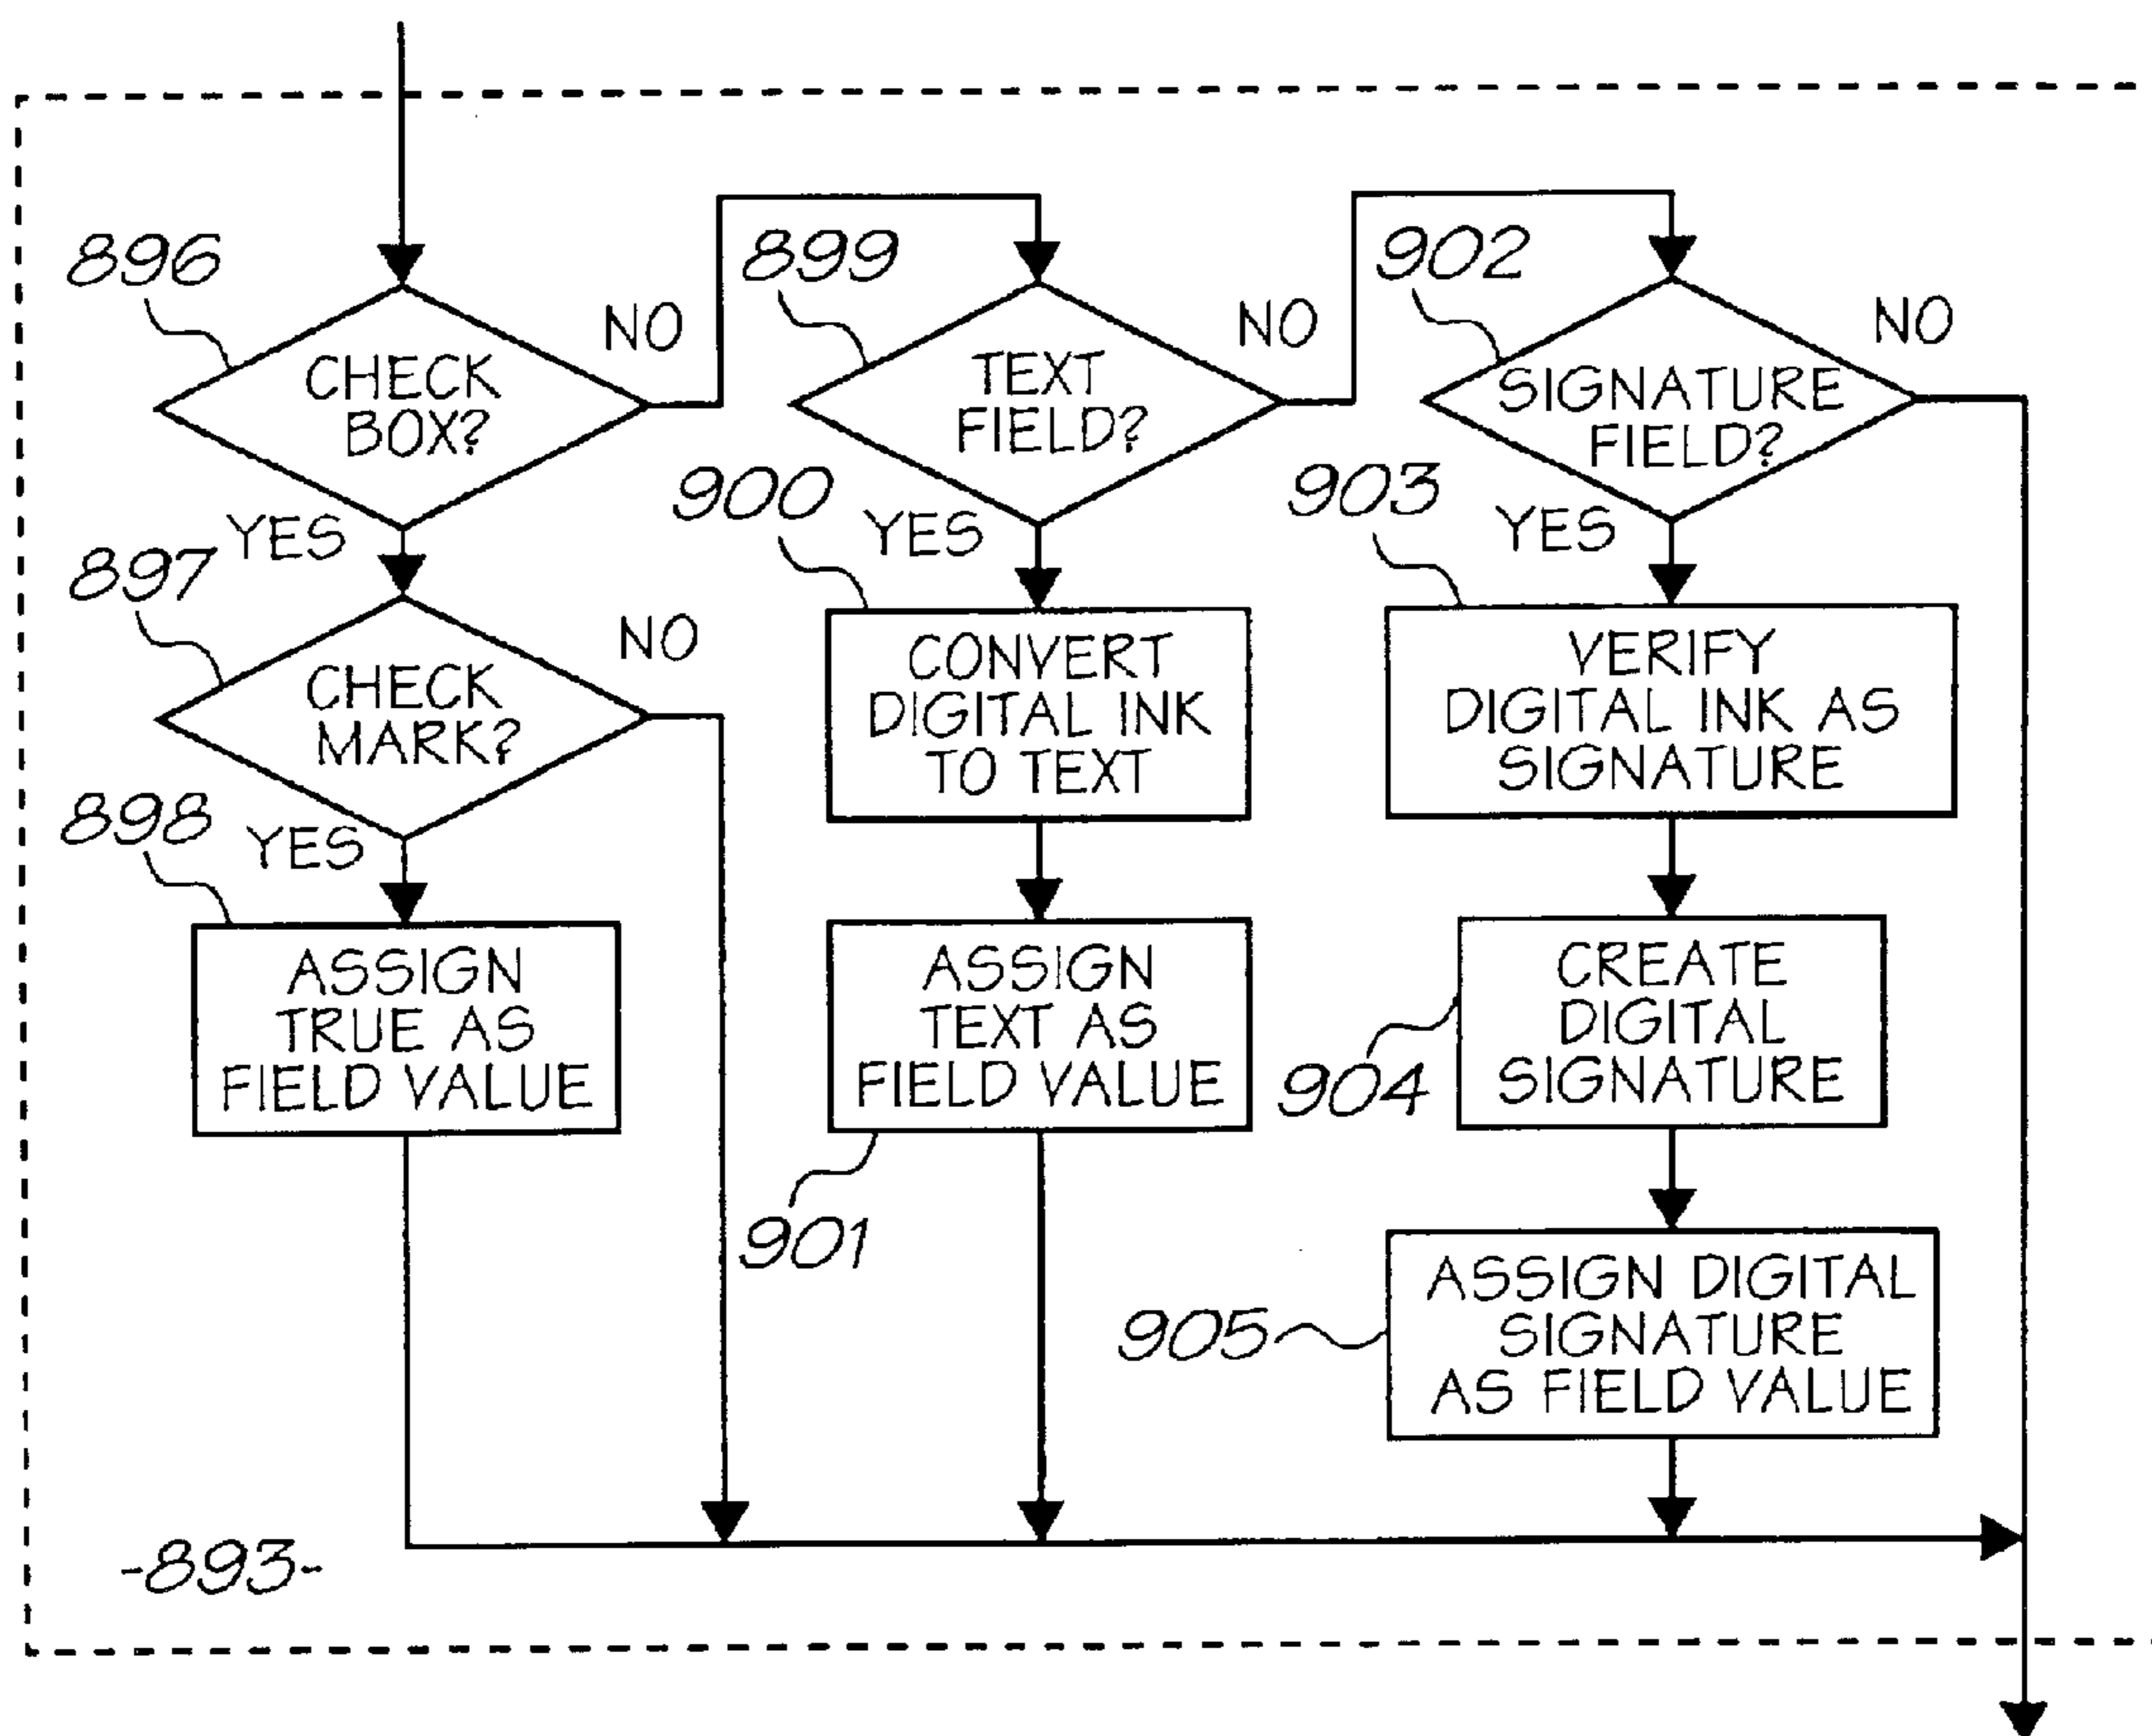 896
CHECK
BOX?
NO
YES
897
CHECK
MARK?
NO
YES
898
ASSIGN
TRUE AS
FIELD VALUE
899
TEXT
FIELD?
NO
YES
900
CONVERT
DIGITAL INK
TO TEXT
ASSIGN
TEXT AS
FIELD VALUE
901
902
SIGNATURE
FIELD?
NO
YES
903
VERIFY
DIGITAL INK AS
SIGNATURE
CREATE
DIGITAL
SIGNATURE
904
ASSIGN DIGITAL
SIGNATURE
AS FIELD VALUE
905
-893-